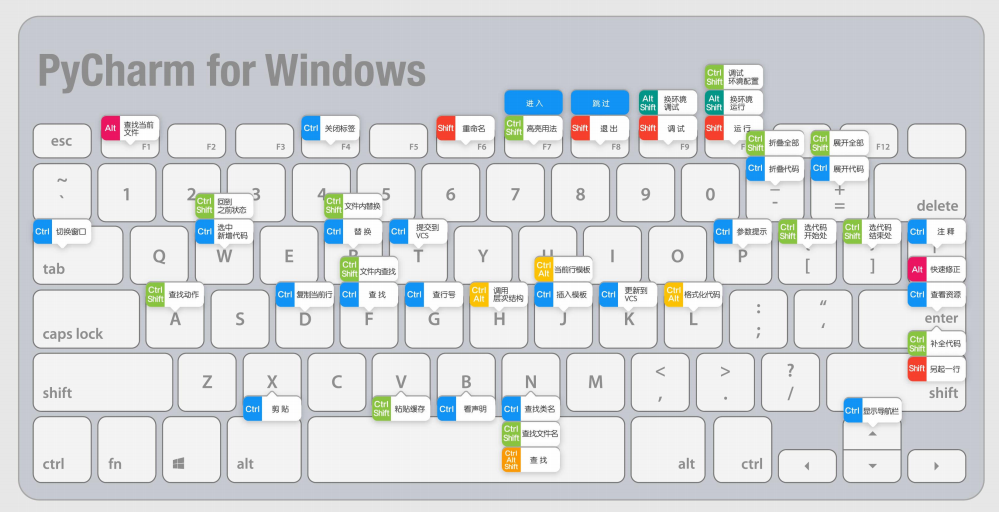 PyCharm for Windows
Ctrl
Shift
调试
环境配置
进 入
跳 过
Alt
Shift
换环境
调试
Alt
Shift
换环境
运行
esc
Alt
查找当前
文件
F1
F2
F3
Ctrl
关闭标签
F4
F5
Shift
重命名
F6
Ctrl
Shift
高亮用法
F7
Shift
退 出
F8
Shift
调 试
F9
Shift
运 行
Ctrl
Shift
折叠全部
Ctrl
Shift
展开全部
F12
Ctrl
折叠代码
Ctrl
展开代码
~
、
1
2
3
4
5
6
7
8
9
0
-
+
=
delete
Ctrl
Shift
回到
之前状态
Ctrl
Shift
文件内替换
Ctrl
切换窗口
Ctrl
选中
新增代码
Ctrl
替 换
Ctrl
提交到
VCS
Ctrl
参数提示
Ctrl
Shift
选代码
开始处
Ctrl
Shift
选代码
结束处
Ctrl
注 释
tab
Q
W
E
T
Y
U
I
O
P
[
]
Ctrl
Shift
文件内查找
Ctrl
Alt
当前行模板
Alt
快速修正
Ctrl
Shift
查找动作
Ctrl
复制当前行
Ctrl
查 找
Ctrl
查行号
Ctrl
Alt
调用
层次结构
Ctrl
插入模板
Ctrl
更新到
VCS
Ctrl
Alt
格式化代码
Ctrl
查看资源
caps lock
A
S
D
F
G
H
J
K
L
:
;
“
‘
enter
Ctrl
Shift
补全代码
Shift
另起一行
shift
Z
X
C
V
B
N
M
<
,
>
.
?
/
shift
Ctrl
剪 贴
Ctrl
Shift
粘贴缓存
Ctrl
看声明
Ctrl
查找类名
Ctrl
显示导航栏
Ctrl
Shift
查找文件名
Ctrl
Alt
Shift
查 找
ctrl
fn
alt
alt
ctrl